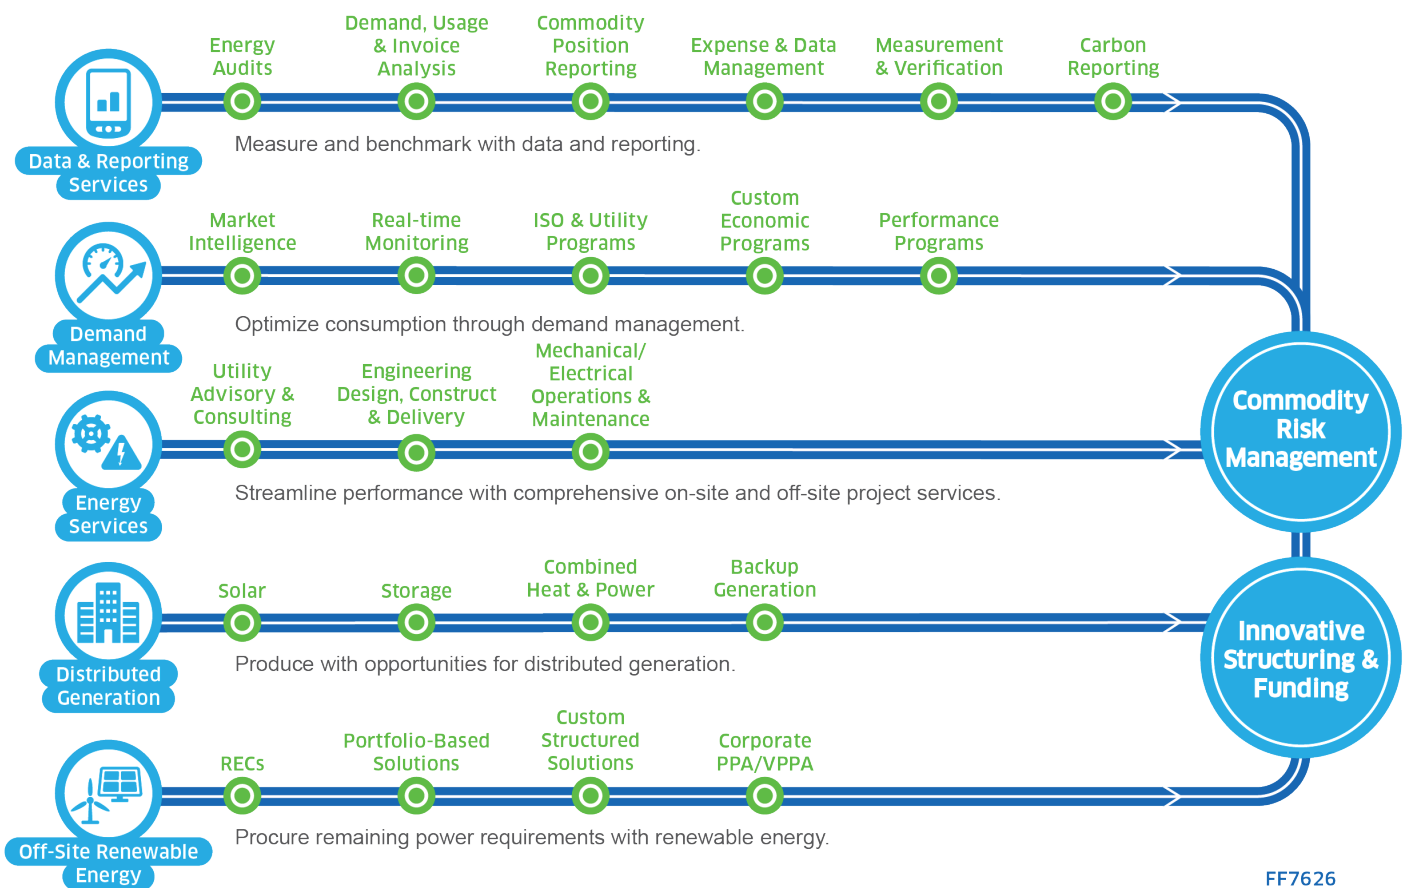 Energy
Audits
Demand, Usage
& Invoice
Analysis
Commodity
Position
Reporting
Expense & Data
Management
Measurement
& Verification
Carbon
Reporting
Data & Reporting
Services
Measure and benchmark with data and reporting.
Market
Intelligence
Real-time
Monitoring
ISO & Utility
Programs
Custom
Economic
Programs
Performance
Programs
Demand
Management
Optimize consumption through demand management.
Utility
Advisory &
Consulting
Engineering
Design, Construct
& Delivery
Mechanical/
Electrical
Operations &
Maintenance
Energy
Services
Streamline performance with comprehensive on-site and off-site project services.
Commodity
Risk
Management
Solar
Storage
Combined
Heat & Power
Backup
Generation
Distributed
Generation
Produce with opportunities for distributed generation.
Innovative
Structuring &
Funding
RECs
Portfolio-Based
Solutions
Custom
Structured
Solutions
Corporate
PPA/VPPA
Off-Site Renewable
Energy
Procure remaining power requirements with renewable energy.
FF7626